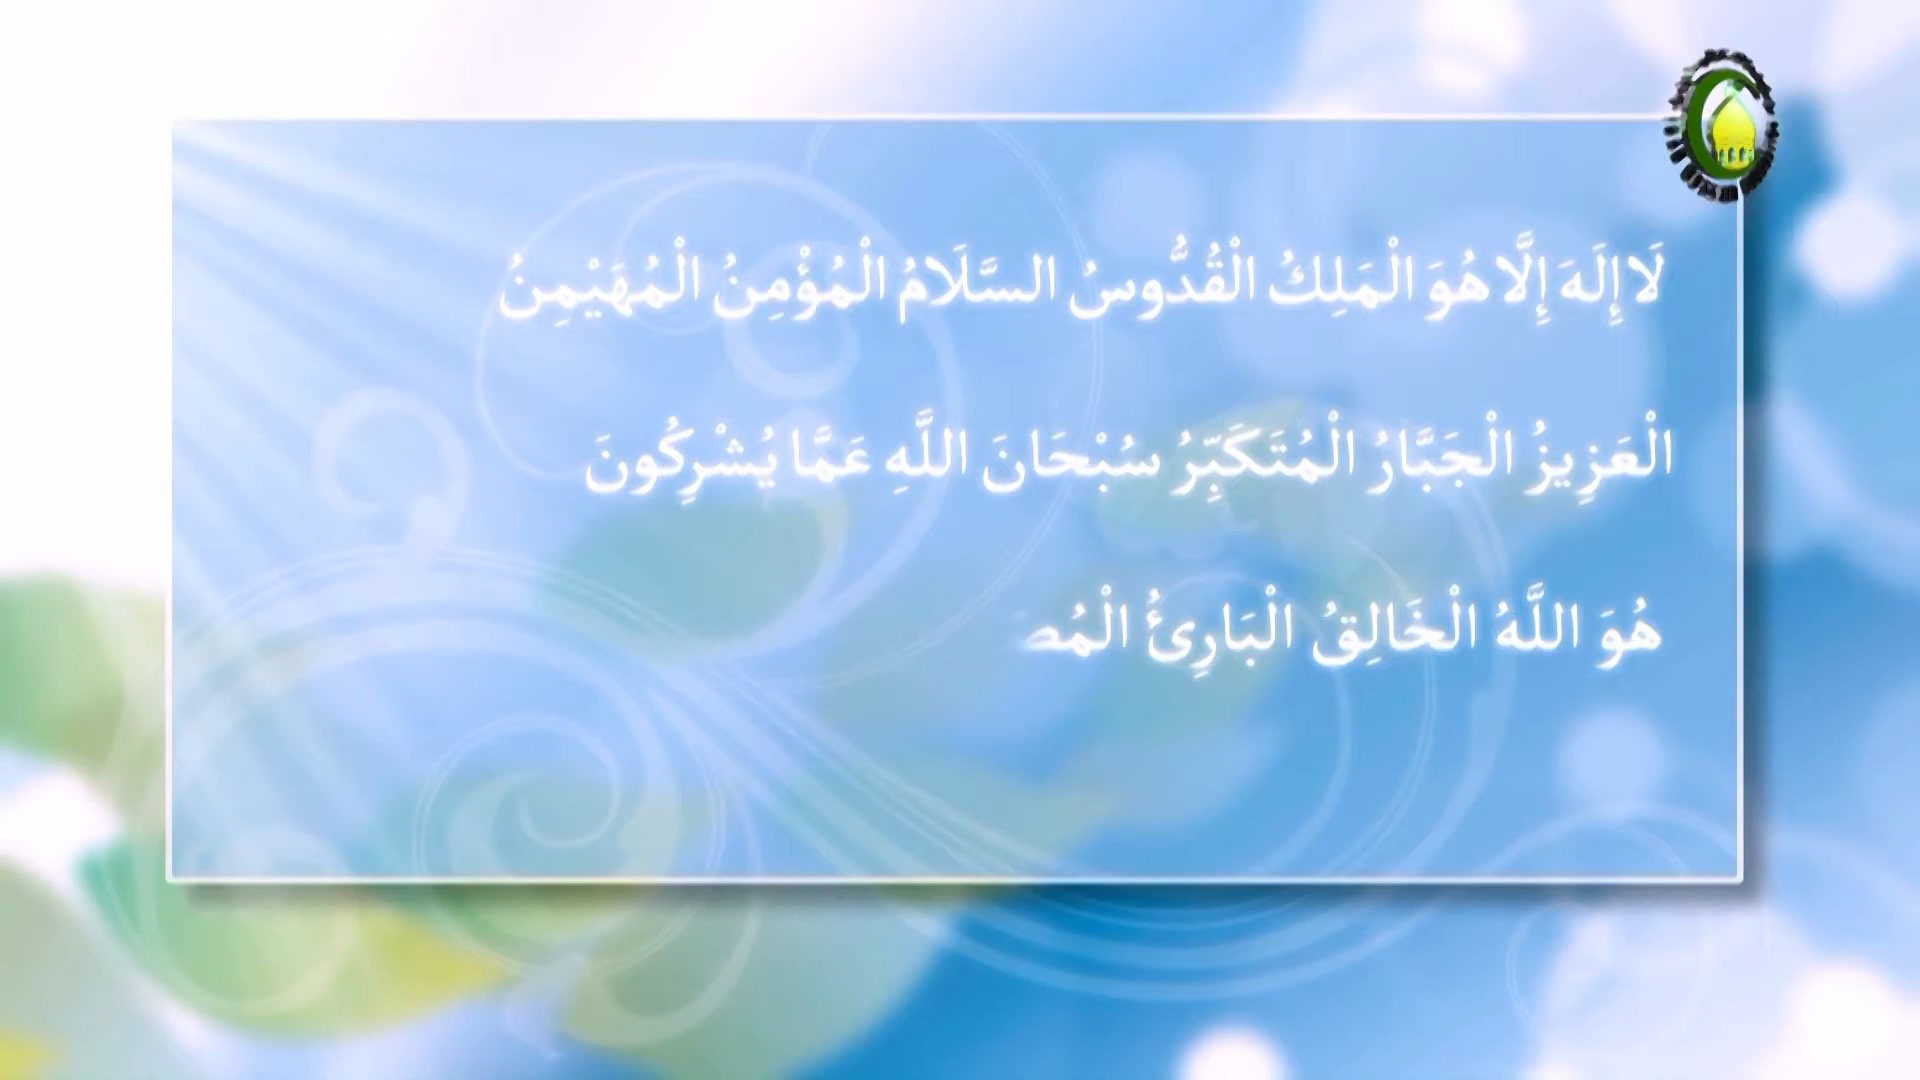 لَا إِلَهَ إِلَّا هُوَ الْمَلِكُ الْقُدُّوسُ السَّلَامُ الْمُؤْمِنُ الْمُهَيْمِنُ
الْعَزِيزُ الْجَبَّارُ الْمُتَكَبِّرُ سُبْحَانَ اللَّهِ عَمَّا يُشْرِكُونَ
هُوَ اللَّهُ الْخَالِقُ الْبَارِئُ الْمُص